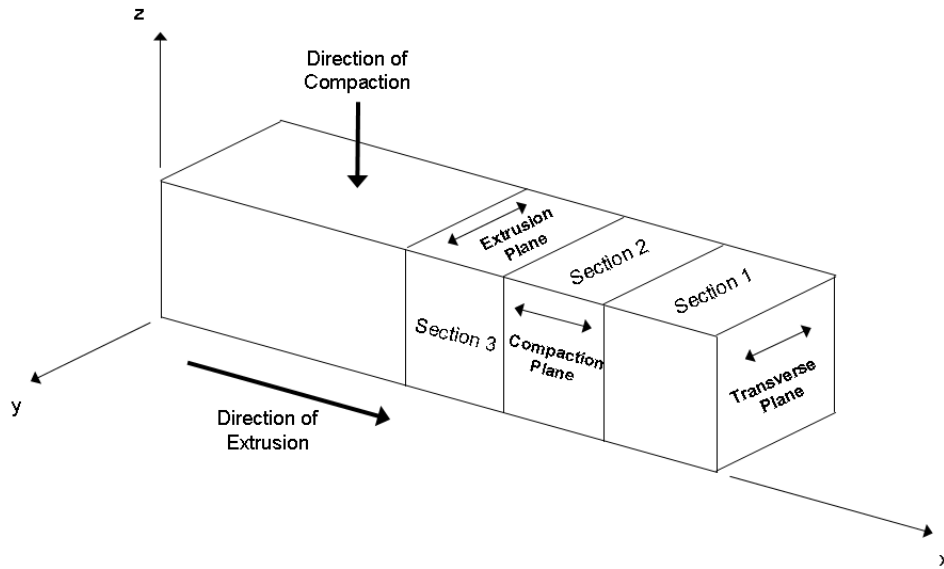 z
Direction of
Compaction
Extrusion
Plane
Section 2
Section 1
Section 3
Compaction
Plane
Transverse
Plane
y
Direction of
Extrusion
x